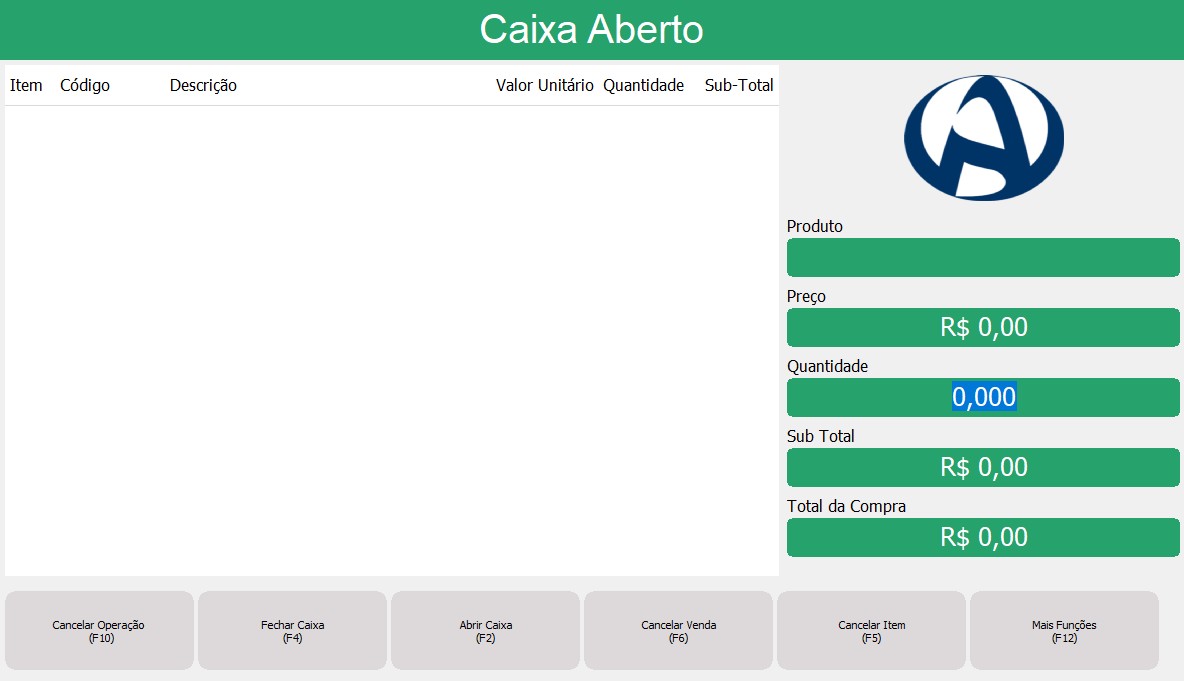 Caixa Aberto
Item Código Descrição Valor Unitário Quantidade Sub-Total
Produto
Preço
R$ 0,00
Quantidade
0,000
Sub Total
R$ 0,00
Total da Compra
R$ 0,00
Cancelar Operação
(F10)
Fechar Caixa
(F4)
Abrir Caixa
(F2)
Cancelar Venda
(F6)
Cancelar Item
(F5)
Mais Funções
(F12)